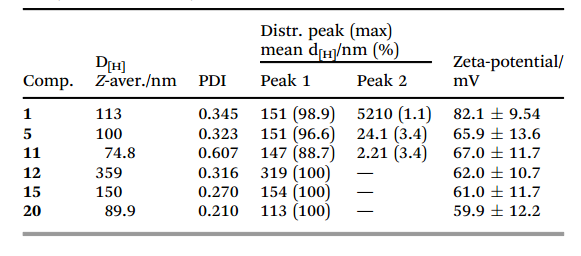 Distr. peak (max)
mean d[H]/nm (%)
D[H]
Zeta-potential/
Comp. Z-aver./nm PDI Peak 1 Peak 2 mV
1 113 0.345 151 (98.9) 5210 (1.1) 82.1 ± 9.54
5 100 0.323 151 (96.6) 24.1 (3.4) 65.9 ± 13.6
11 74.8 0.607 147 (88.7) 2.21 (3.4) 67.0 ± 11.7
12 359 0.316 319 (100) — 62.0 ± 10.7
15 150 0.270 154 (100) — 61.0 ± 11.7
20 89.9 0.210 113 (100) — 59.9 ± 12.2